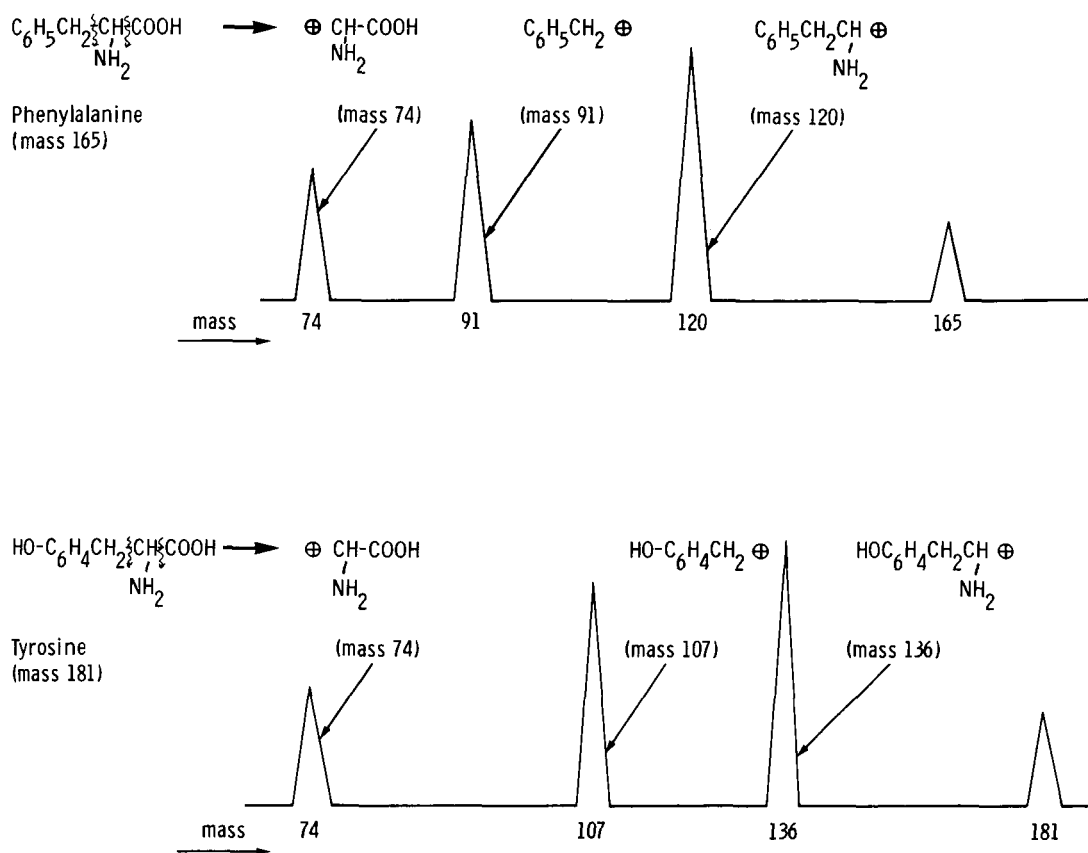 C₆H₅CH₂CHCOOH → ⊕ CH-COOH C₆H₅CH₂ ⊕ C₆H₅CH₂CH ⊕
NH₂ NH₂ NH₂
Phenylalanine
(mass 165)
(mass 74) (mass 91) (mass 120)
mass 74 91 120 165
HO-C₆H₄CH₂CHCOOH → ⊕ CH-COOH HO-C₆H₄CH₂ ⊕ HOC₆H₄CH₂CH ⊕
NH₂ NH₂ NH₂
Tyrosine
(mass 181)
(mass 74) (mass 107) (mass 136)
mass 74 107 136 181